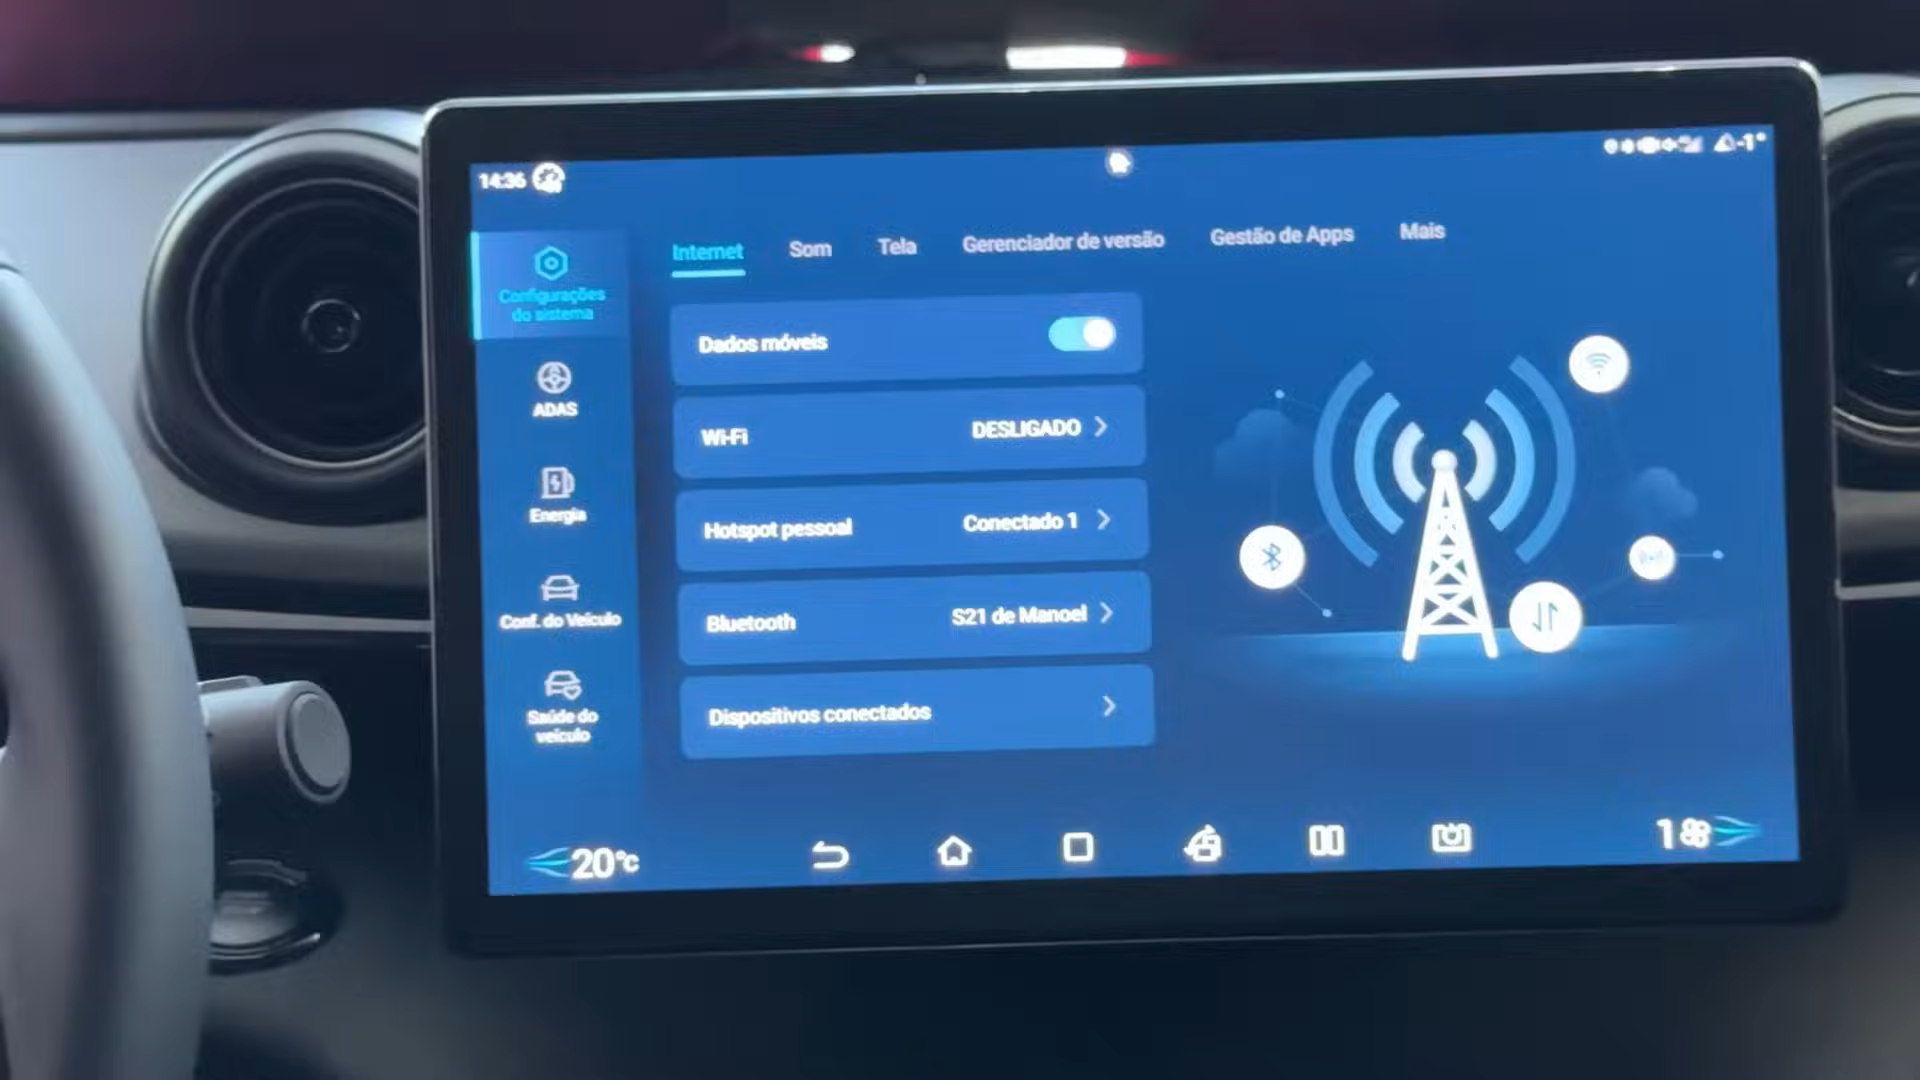 14:36
-1°
Internet Som Tela Gerenciador de versão Gestão de Apps Mais
Configurações
do sistema
ADAS
Energia
Conf. do Veículo
Saúde do
veículo
Dados móveis
Wi-Fi DESLIGADO
Hotspot pessoal Conectado 1
Bluetooth S21 de Manoel
Dispositivos conectados
20°C
1